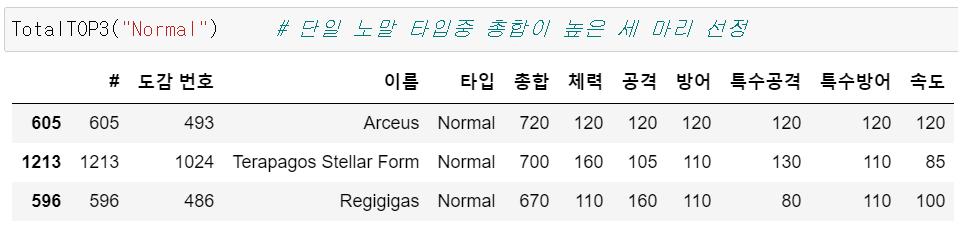 TotalTOP3("Normal") # 단일 노말 타입중 총합이 높은 세 마리 선정
# 도감 번호 이름 타입 총합 체력 공격 방어 특수공격 특수방어 속도
605 605 493 Arceus Normal 720 120 120 120 120 120 120
1213 1213 1024 Terapagos Stellar Form Normal 700 160 105 110 130 110 85
596 596 486 Regigigas Normal 670 110 160 110 80 110 100